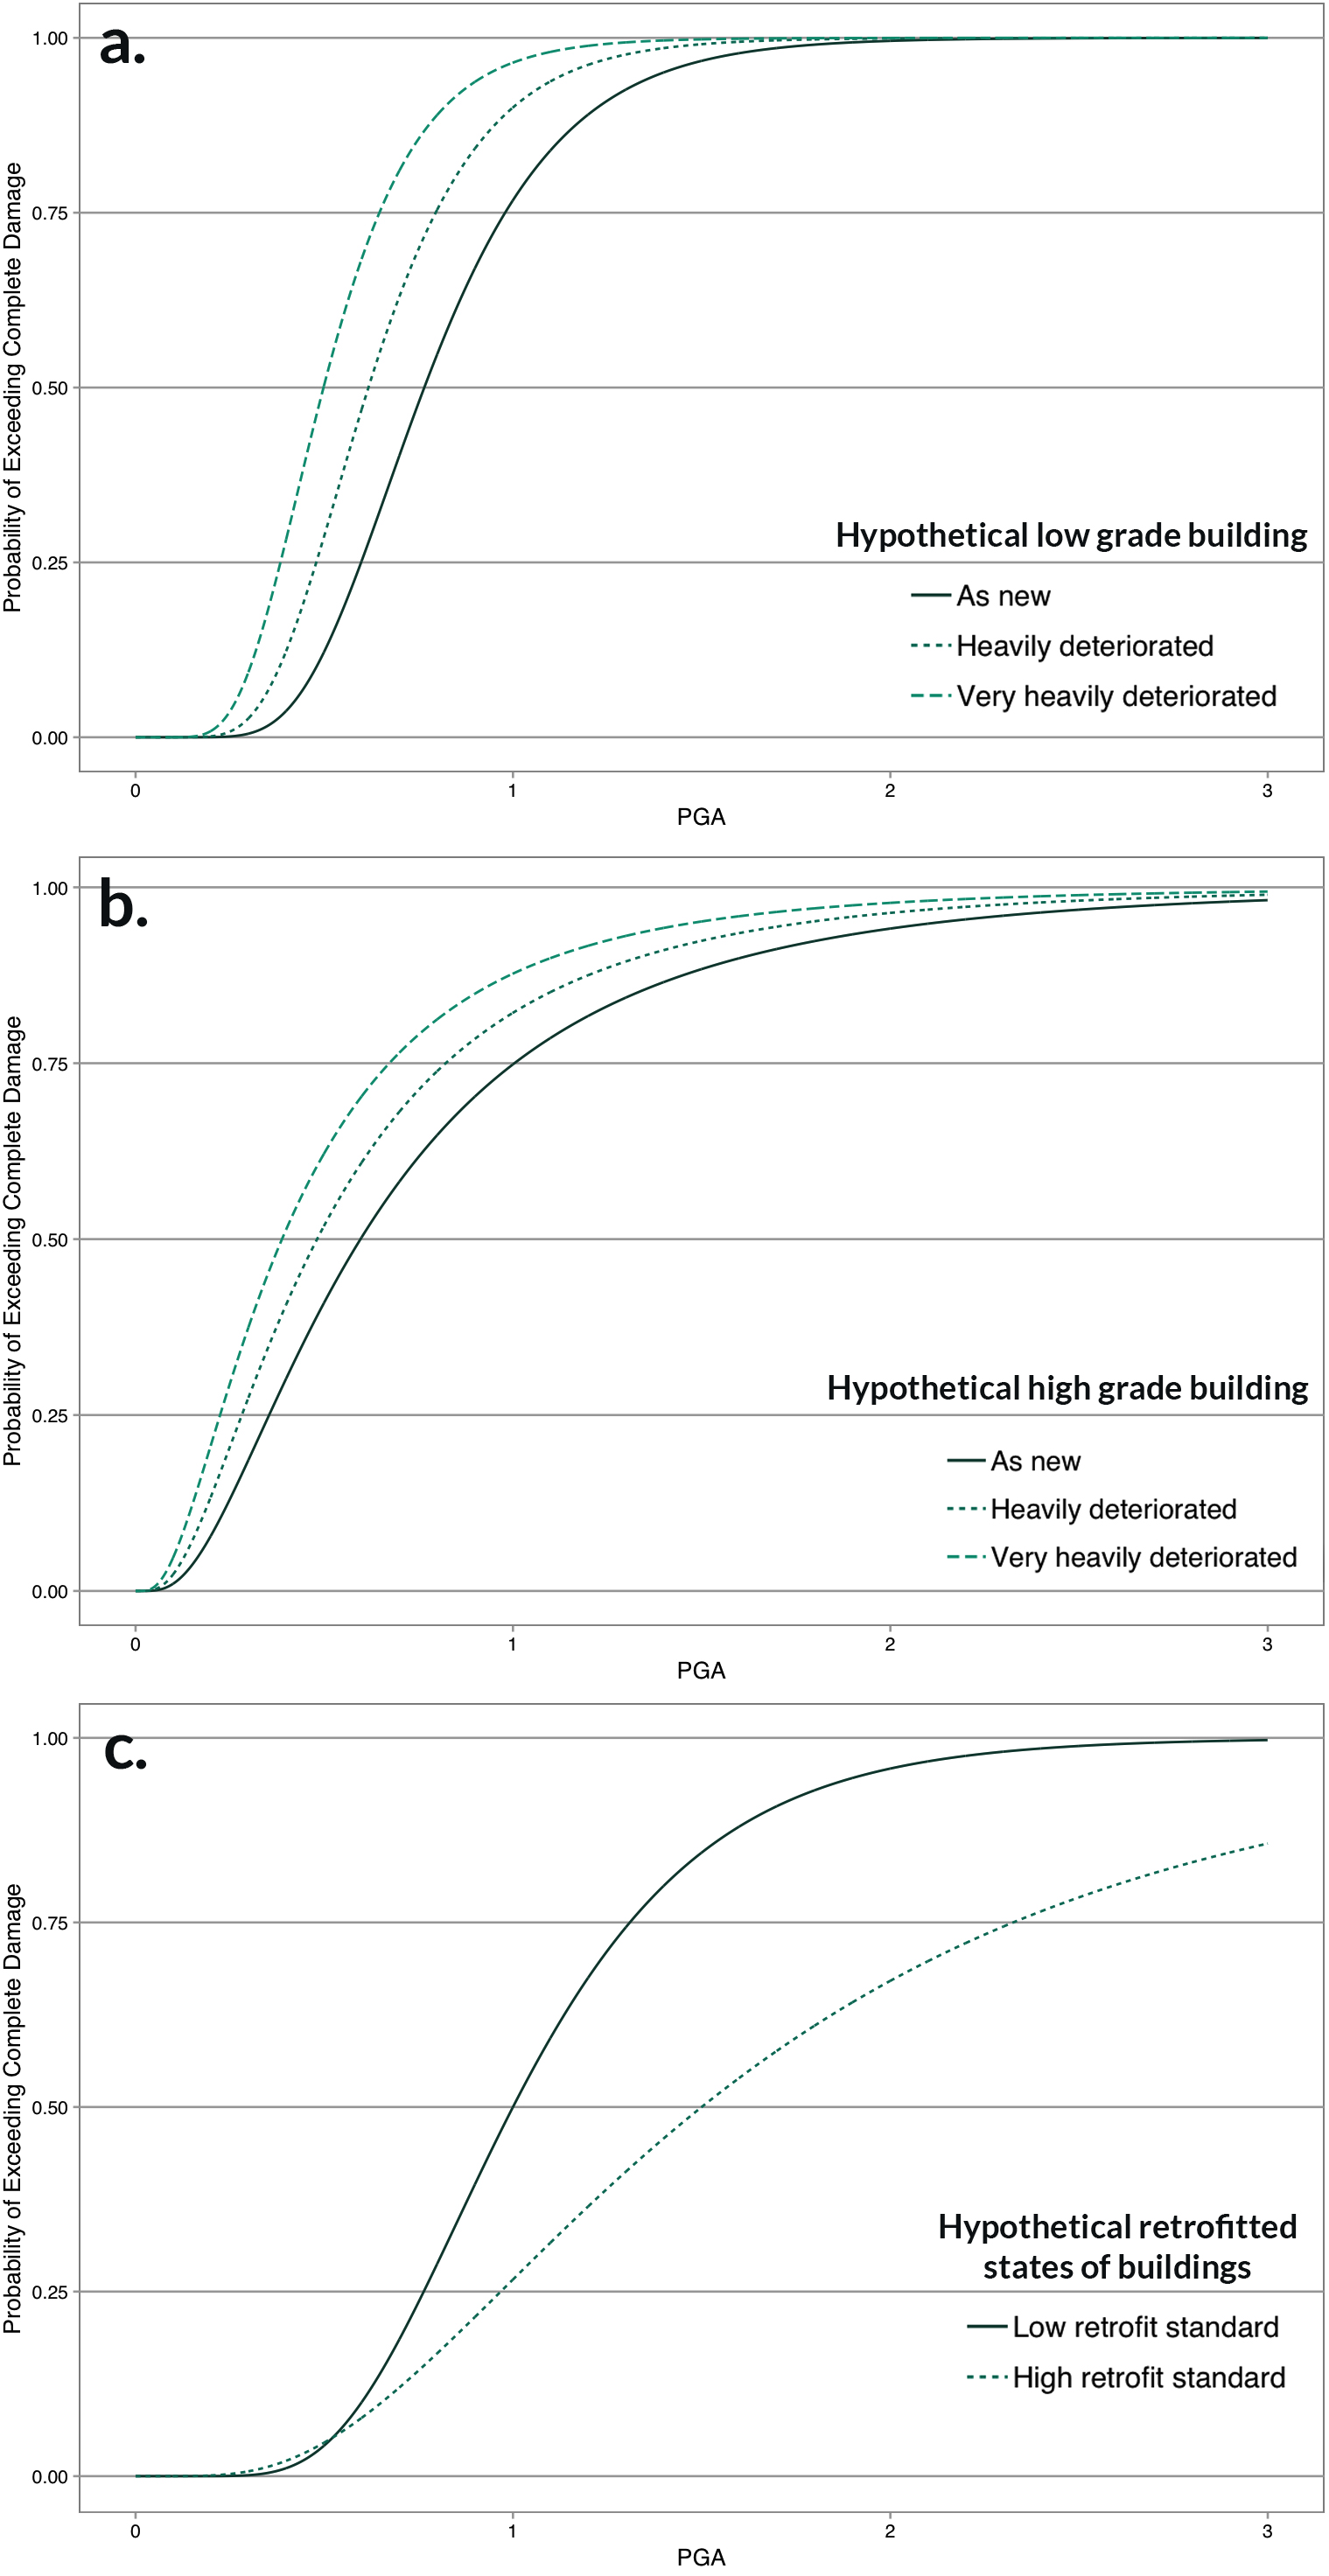 a.
1.00
0.75
0.50
0.25
0.00
Probability of Exceeding Complete Damage
Hypothetical low grade building
As new
Heavily deteriorated
Very heavily deteriorated
0 1 2 3
PGA
b.
1.00
0.75
0.50
0.25
0.00
Probability of Exceeding Complete Damage
Hypothetical high grade building
As new
Heavily deteriorated
Very heavily deteriorated
0 1 2 3
PGA
c.
1.00
0.75
0.50
0.25
0.00
Probability of Exceeding Complete Damage
Hypothetical retrofitted
states of buildings
Low retrofit standard
High retrofit standard
0 1 2 3
PGA